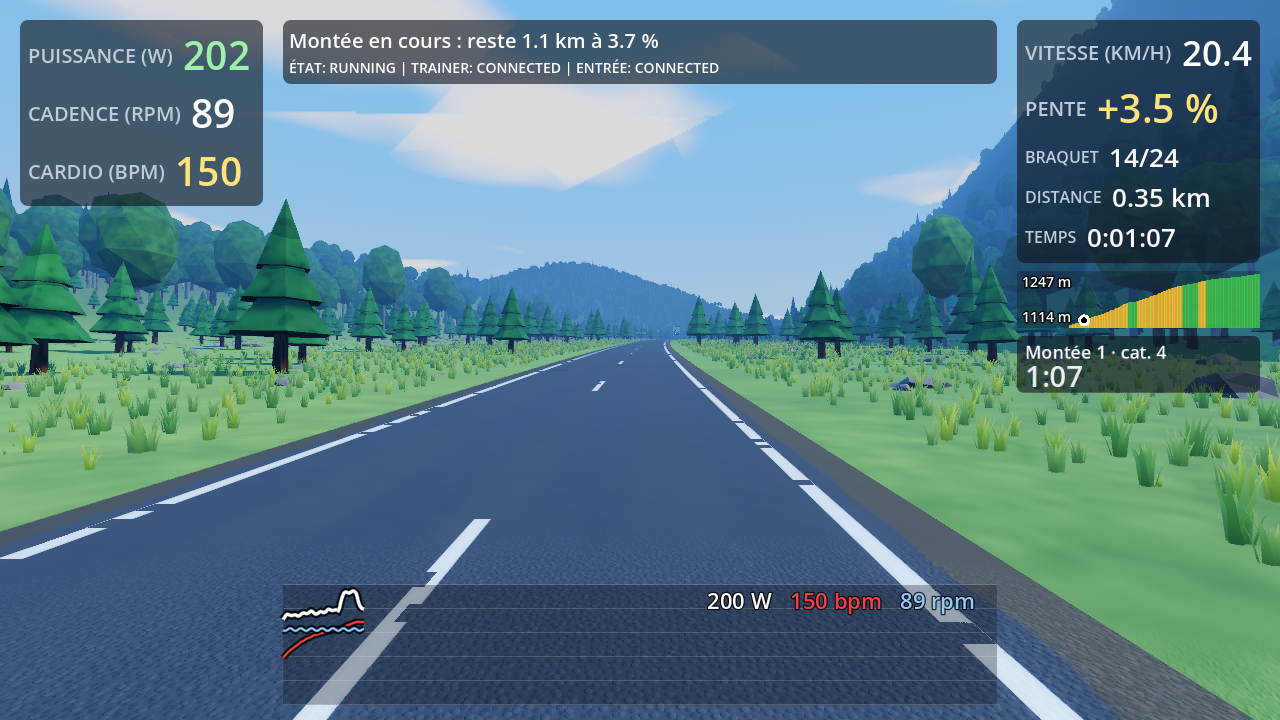 PUISSANCE (W) 202
CADENCE (RPM) 89
CARDIO (BPM) 150
Montée en cours : reste 1.1 km à 3.7 %
ÉTAT: RUNNING | TRAINER: CONNECTED | ENTRÉE: CONNECTED
VITESSE (KM/H) 20.4
PENTE +3.5 %
BRAQUET 14/24
DISTANCE 0.35 km
TEMPS 0:01:07
1247 m
1114 m
Montée 1 · cat. 4
1:07
200 W 150 bpm 89 rpm